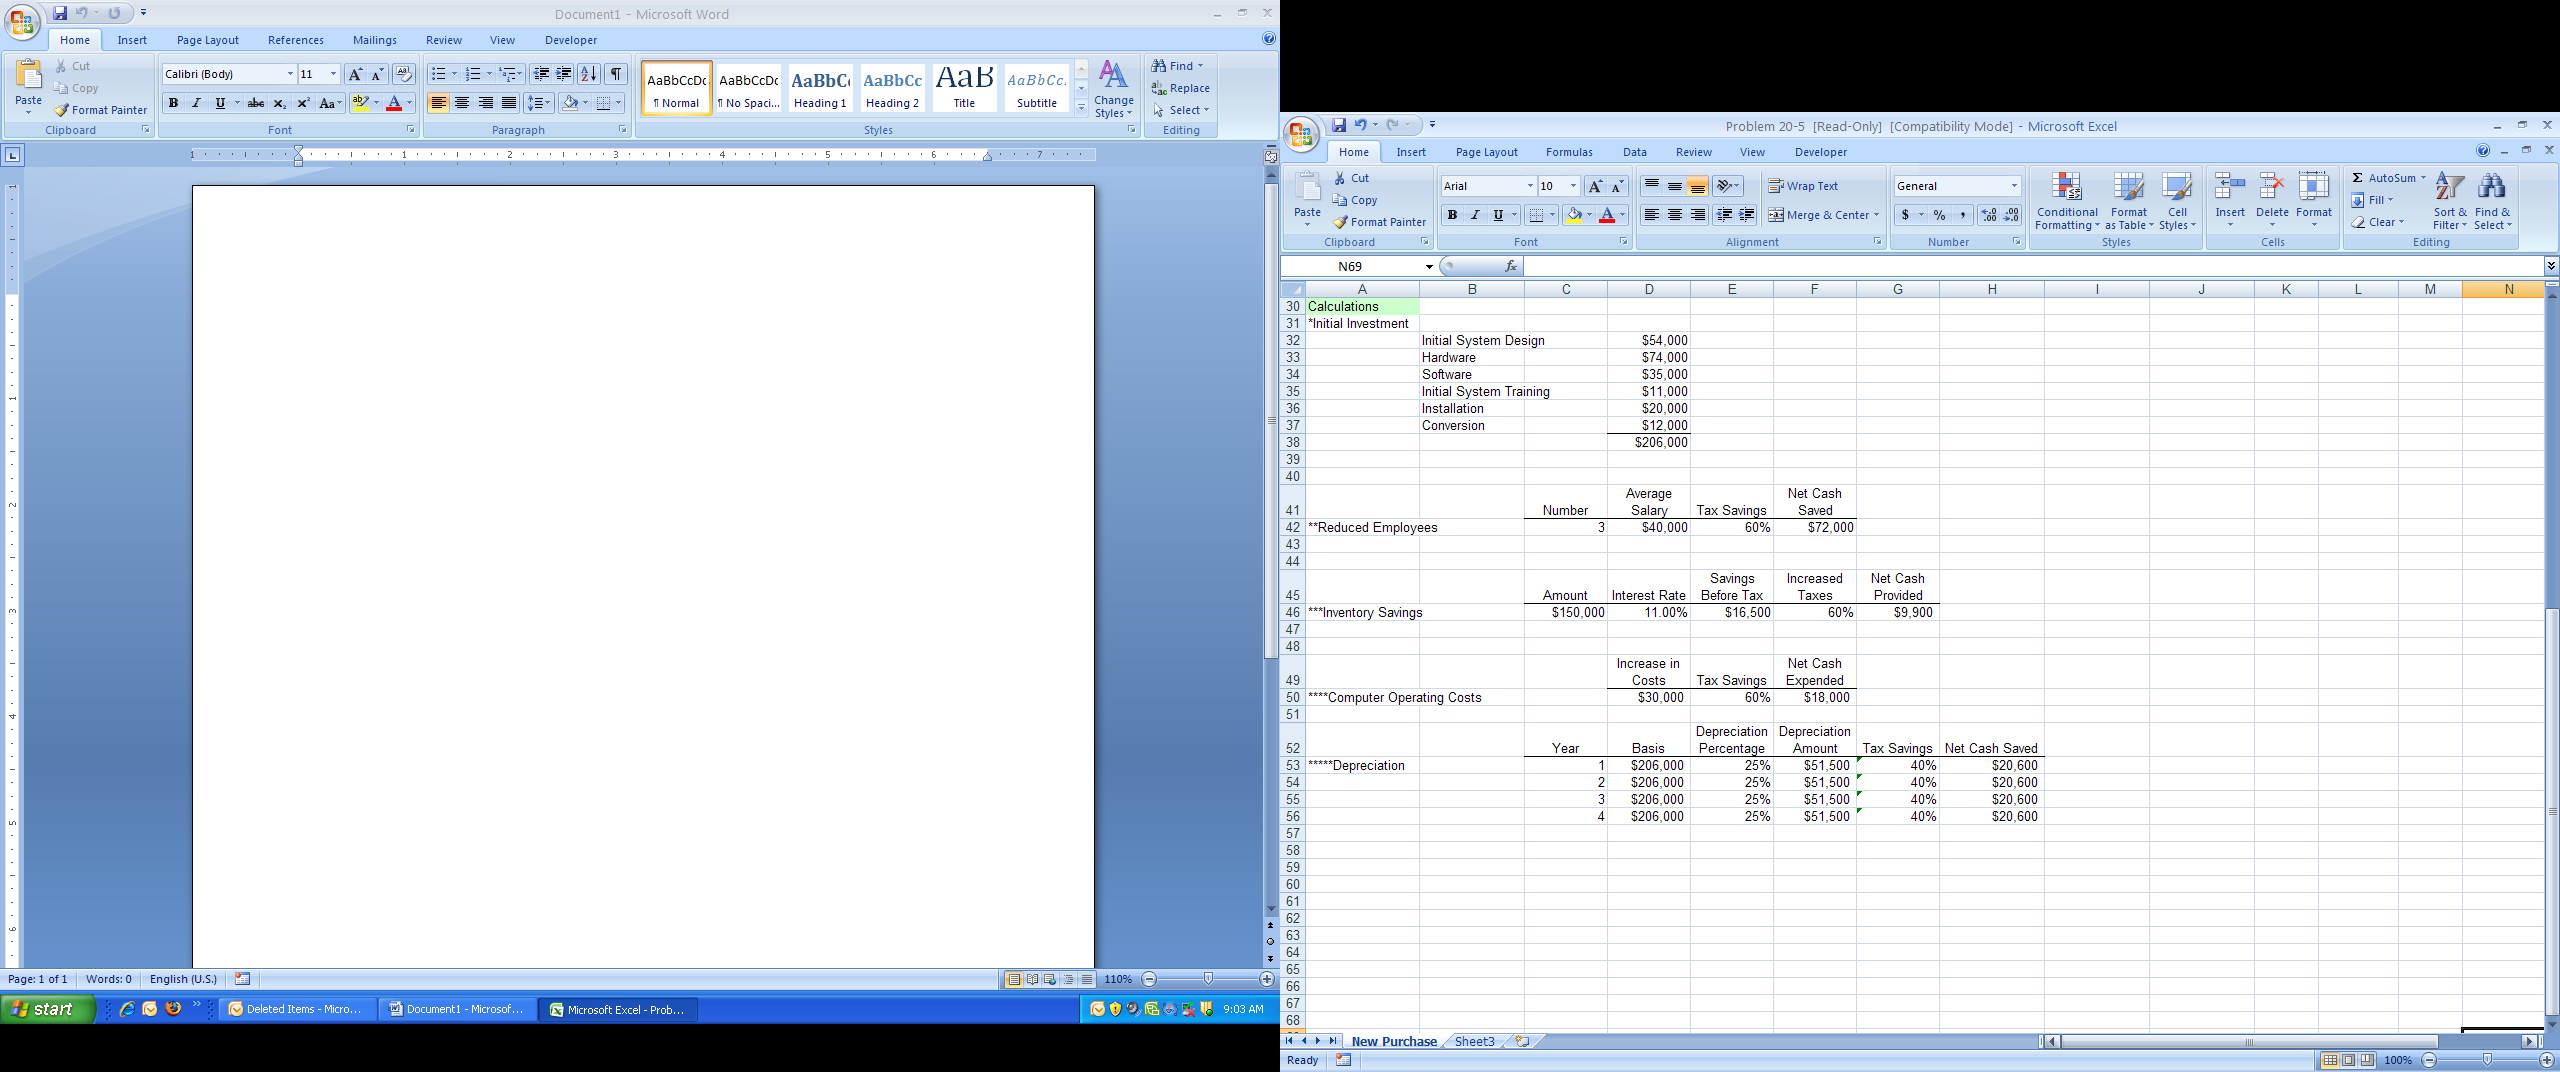 Document1 - Microsoft Word
Home Insert Page Layout References Mailings Review View Developer
Paste Cut Copy Format Painter
Calibri (Body) 11
AaBbCcDc AaBbCcDc AaBbC AaBbCc AaB AaBbCc.
¶ Normal ¶ No Spaci... Heading 1 Heading 2 Title Subtitle
Change Styles
Find
Replace
Select
Clipboard Font Paragraph Styles Editing
Page: 1 of 1 Words: 0 English (U.S.) 110%
start Deleted Items - Micro... Document1 - Microsof... Microsoft Excel - Prob... 9:03 AM
Problem 20-5 [Read-Only] [Compatibility Mode] - Microsoft Excel
Home Insert Page Layout Formulas Data Review View Developer
Paste Cut Copy Format Painter
Arial 10
Wrap Text
Merge & Center
General
Conditional Formatting Format as Table Cell Styles
Insert Delete Format
AutoSum
Fill
Clear
Sort & Filter Find & Select
Clipboard Font Alignment Number Styles Cells Editing
N69 fx
A B C D E F G H I J K L M N
30 Calculations
31 *Initial Investment
32 Initial System Design $54,000
33 Hardware $74,000
34 Software $35,000
35 Initial System Training $11,000
36 Installation $20,000
37 Conversion $12,000
38 $206,000
39
40
Average Net Cash
41 Number Salary Tax Savings Saved
42 **Reduced Employees 3 $40,000 60% $72,000
43
44
Savings Increased Net Cash
45 Amount Interest Rate Before Tax Taxes Provided
46 ***Inventory Savings $150,000 11.00% $16,500 60% $9,900
47
48
Increase in Net Cash
49 Costs Tax Savings Expended
50 ****Computer Operating Costs $30,000 60% $18,000
51
Depreciation Depreciation
52 Year Basis Percentage Amount Tax Savings Net Cash Saved
53 *****Depreciation 1 $206,000 25% $51,500 40% $20,600
54 2 $206,000 25% $51,500 40% $20,600
55 3 $206,000 25% $51,500 40% $20,600
56 4 $206,000 25% $51,500 40% $20,600
57
58
59
60
61
62
63
64
65
66
67
68
New Purchase Sheet3
Ready 100%